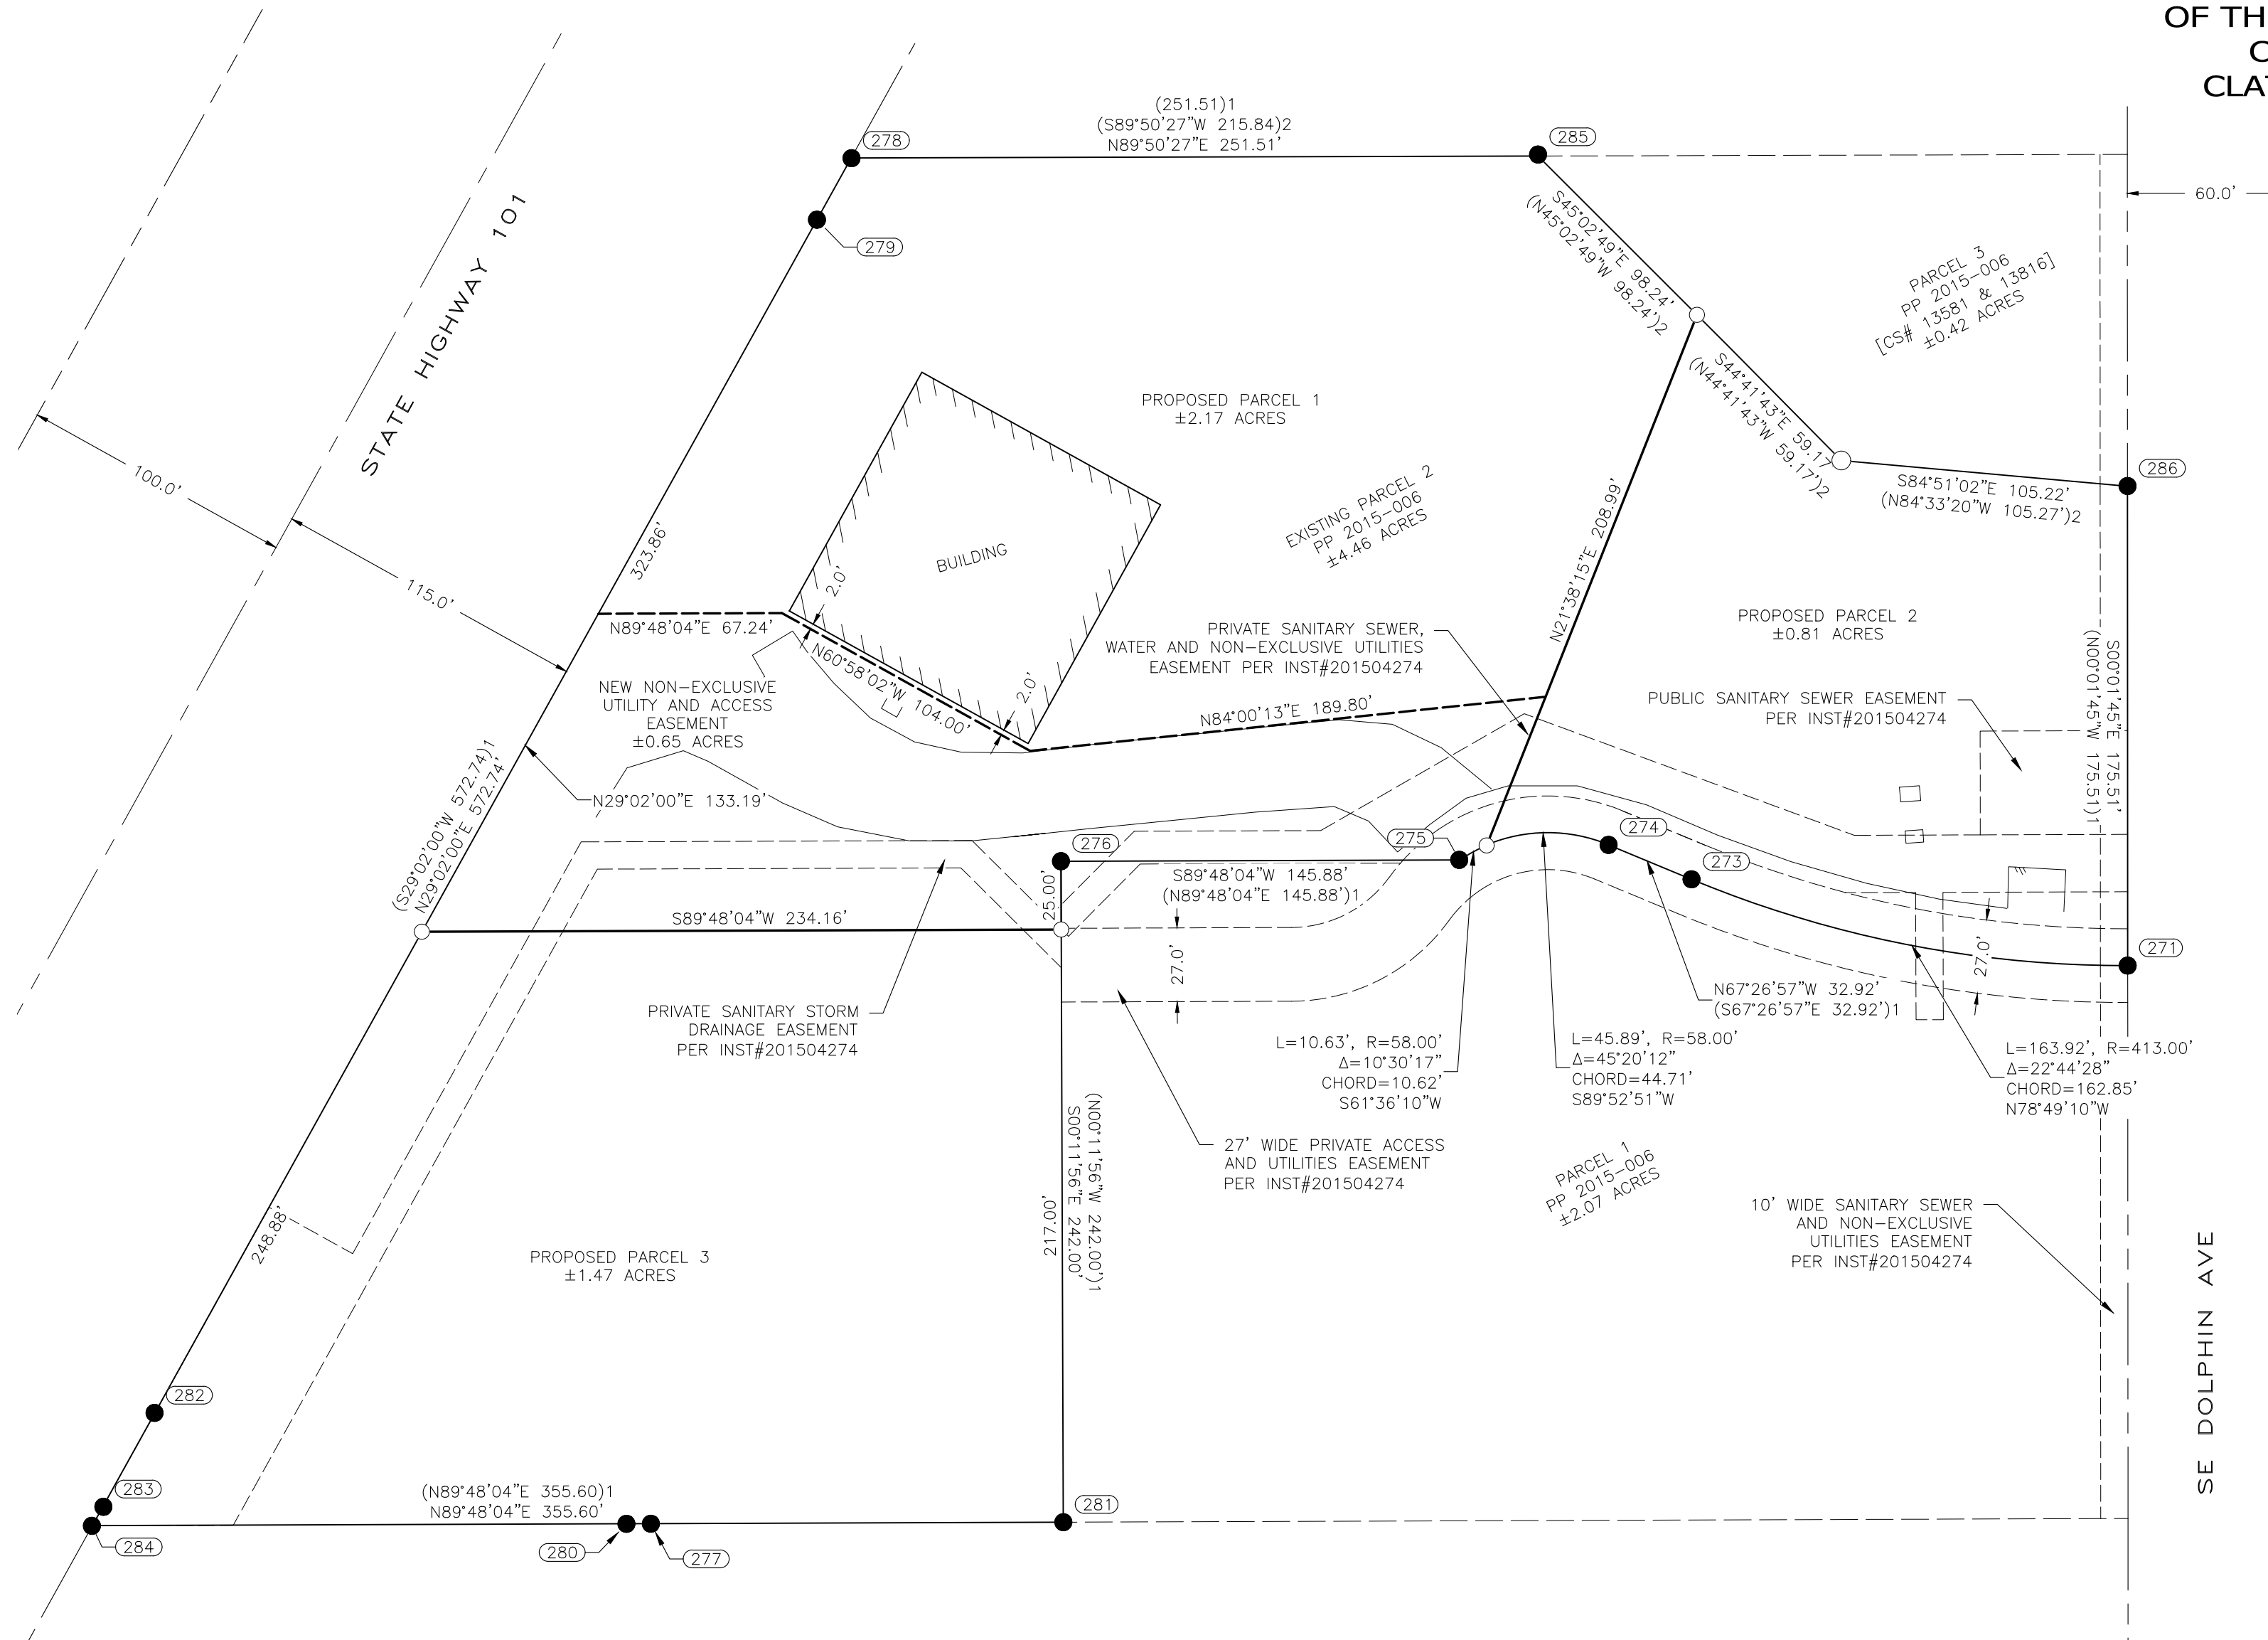 OF TH
C
CLAT
(251.51)1
(S89°50'27"W 215.84)2
N89°50'27"E 251.51'
278
285
279
60.0'
STATE HIGHWAY 101
S45°02'49"E 98.24'
(N45°02'49"W 98.24')2
PARCEL 3
PP 2015-006
[CS# 13581 & 13816]
±0.42 ACRES
S44°41'43"E 59.17
(N44°41'43"W 59.17')2
PROPOSED PARCEL 1
±2.17 ACRES
100.0'
286
S84°51'02"E 105.22'
(N84°33'20"W 105.27')2
EXISTING PARCEL 2
PP 2015-006
±4.46 ACRES
323.86'
BUILDING
2.0'
N21°38'15"E 208.99'
115.0'
N89°48'04"E 67.24'
PROPOSED PARCEL 2
±0.81 ACRES
PRIVATE SANITARY SEWER,
WATER AND NON-EXCLUSIVE UTILITIES
EASEMENT PER INST#201504274
N60°58'02"W 104.00'
2.0'
S00°01'45"E 175.51'
(N00°01'45"W 175.51)1
NEW NON-EXCLUSIVE
UTILITY AND ACCESS
EASEMENT
±0.65 ACRES
N84°00'13"E 189.80'
PUBLIC SANITARY SEWER EASEMENT
PER INST#201504274
N29°02'00"E 133.19'
(S29°02'00"W 572.74)1
N29°02'00"E 572.74'
276
275
274
273
S89°48'04"W 145.88'
(N89°48'04"E 145.88')1
25.00'
S89°48'04"W 234.16'
27.0'
27.0'
271
N67°26'57"W 32.92'
(S67°26'57"E 32.92')1
PRIVATE SANITARY STORM
DRAINAGE EASEMENT
PER INST#201504274
L=10.63', R=58.00'
Δ=10°30'17"
CHORD=10.62'
S61°36'10"W
L=45.89', R=58.00'
Δ=45°20'12"
CHORD=44.71'
S89°52'51"W
L=163.92', R=413.00'
Δ=22°44'28"
CHORD=162.85'
N78°49'10"W
(N00°11'56"W 242.00')1
S00°11'56"E 242.00'
217.00'
27' WIDE PRIVATE ACCESS
AND UTILITIES EASEMENT
PER INST#201504274
PARCEL 1
PP 2015-006
±2.07 ACRES
10' WIDE SANITARY SEWER
AND NON-EXCLUSIVE
UTILITIES EASEMENT
PER INST#201504274
248.88'
PROPOSED PARCEL 3
±1.47 ACRES
SE DOLPHIN AVE
282
283
(N89°48'04"E 355.60)1
N89°48'04"E 355.60'
281
284
280
277